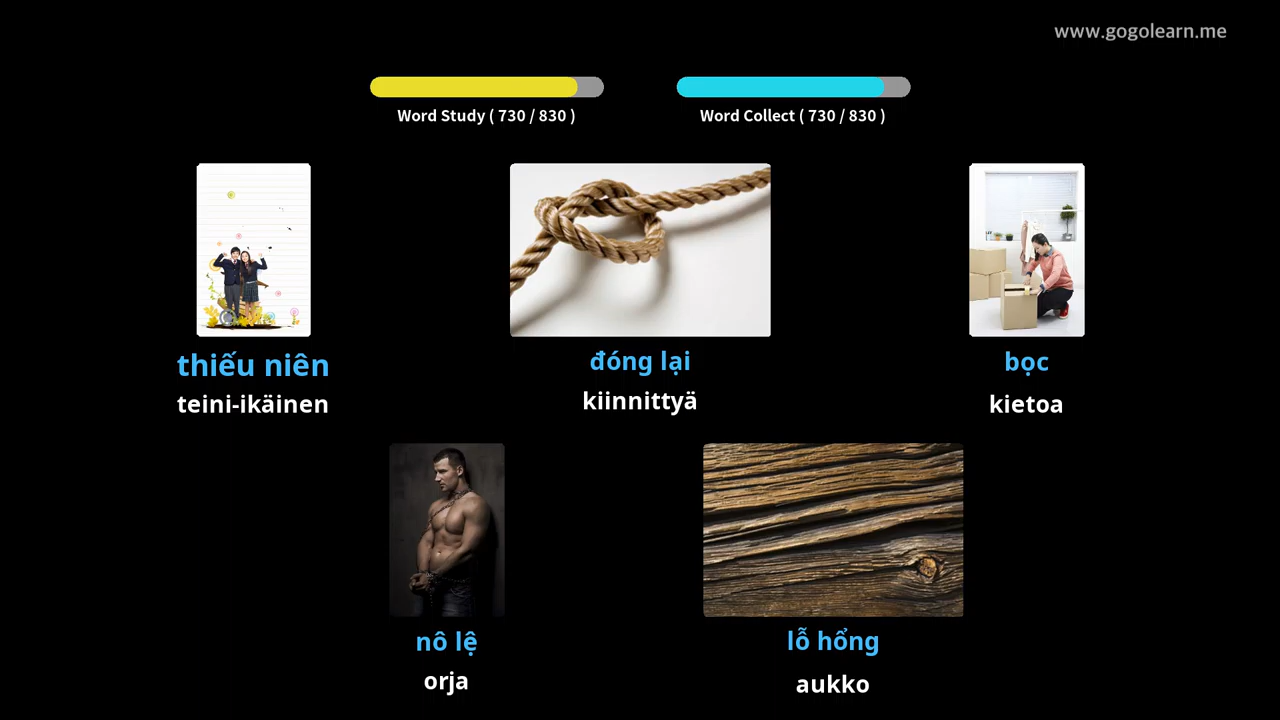 www.gogolearn.me
Word Study ( 730 / 830 )
Word Collect ( 730 / 830 )
thiếu niên
teini-ikäinen
đóng lại
kiinnittyä
bọc
kietoa
nô lệ
orja
lỗ hổng
aukko